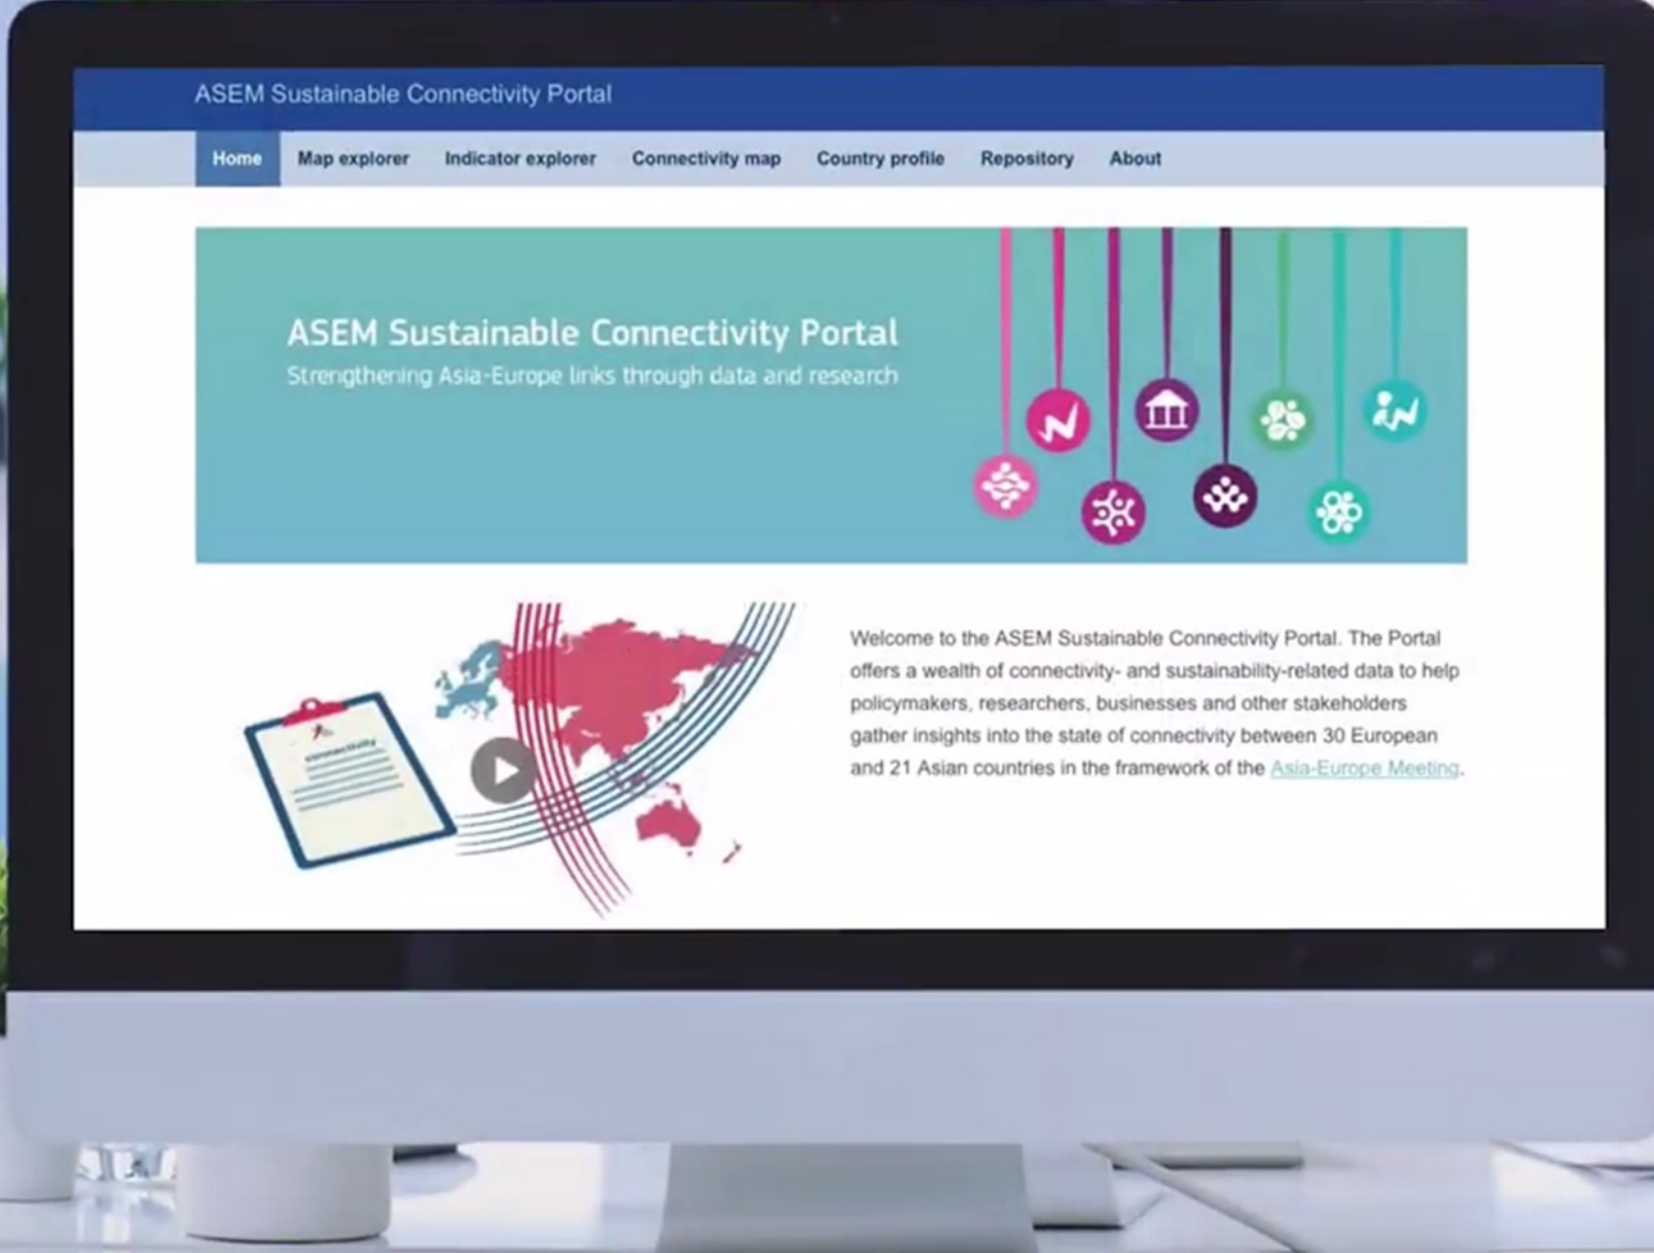 ASEM Sustainable Connectivity Portal
Home Map explorer Indicator explorer Connectivity map Country profile Repository About
ASEM Sustainable Connectivity Portal
Strengthening Asia-Europe links through data and research
connectivity
Welcome to the ASEM Sustainable Connectivity Portal. The Portal
offers a wealth of connectivity- and sustainability-related data to help
policymakers, researchers, businesses and other stakeholders
gather insights into the state of connectivity between 30 European
and 21 Asian countries in the framework of the Asia-Europe Meeting.